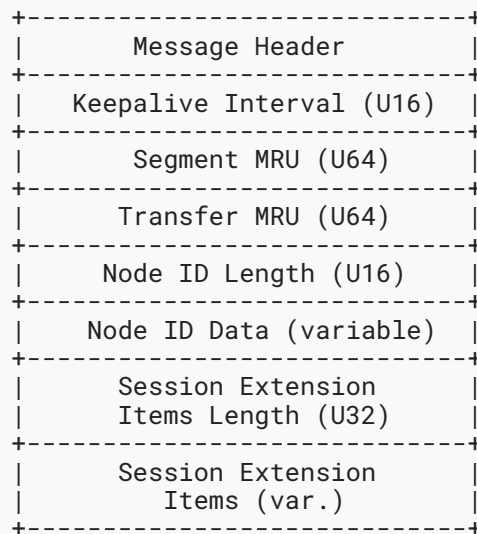 +-----------------------------+
|       Message Header        |
+-----------------------------+
|   Keepalive Interval (U16)  |
+-----------------------------+
|       Segment MRU (U64)     |
+-----------------------------+
|      Transfer MRU (U64)     |
+-----------------------------+
|     Node ID Length (U16)    |
+-----------------------------+
|    Node ID Data (variable)  |
+-----------------------------+
|      Session Extension      |
|      Items Length (U32)     |
+-----------------------------+
|      Session Extension      |
|         Items (var.)        |
+-----------------------------+